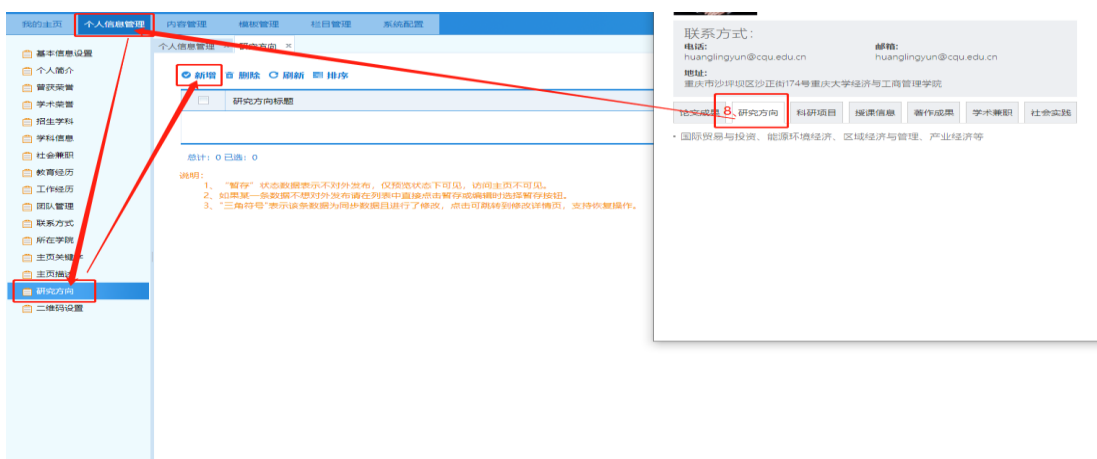 我的主页 个人信息管理 内容管理 模板管理 栏目管理 系统配置
个人信息管理 研究方向 ×
基本信息设置
个人简介
曾获荣誉
学术荣誉
招生学科
学科信息
社会兼职
教育经历
工作经历
团队管理
联系方式
所在学院
主页关键字
主页描述
研究方向
二维码设置
新增 删除 刷新 排序
研究方向标题
总计：0 已选：0
说明：
1、“暂存”状态数据表示不对外发布，仅预览状态下可见，访问主页不可见。
2、如果某一条数据不想对外发布请在列表中直接点击暂存或编辑时选择暂存按钮。
3、“三角符号”表示该条数据为同步数据且进行了修改，点击可跳转到修改详情页，支持恢复操作。
联系方式:
电话: 邮箱:
huanglingyun@cqu.edu.cn huanglingyun@cqu.edu.cn
地址:
重庆市沙坪坝区沙正街174号重庆大学经济与工商管理学院
论文成果 8、研究方向 科研项目 授课信息 著作成果 学术兼职 社会实践
• 国际贸易与投资、能源环境经济、区域经济与管理、产业经济等